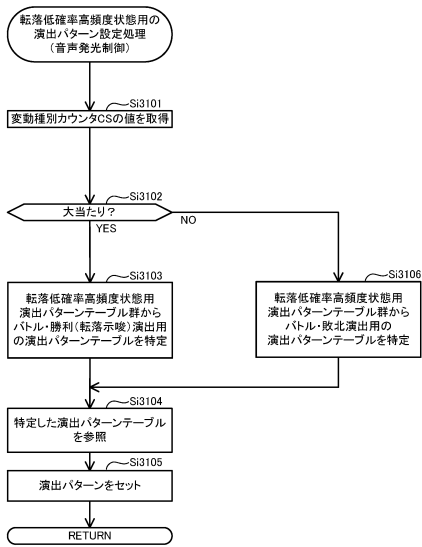 転落低確率高頻度状態用の
演出パターン設定処理
（音声発光制御）
Si3101
変動種別カウンタCSの値を取得
Si3102
大当たり？
YES
NO
Si3103
転落低確率高頻度状態用
演出パターンテーブル群から
バトル・勝利（転落示唆）演出用
の演出パターンテーブルを特定
Si3106
転落低確率高頻度状態用
演出パターンテーブル群から
バトル・敗北演出用の
演出パターンテーブルを特定
Si3104
特定した演出パターンテーブル
を参照
Si3105
演出パターンをセット
RETURN